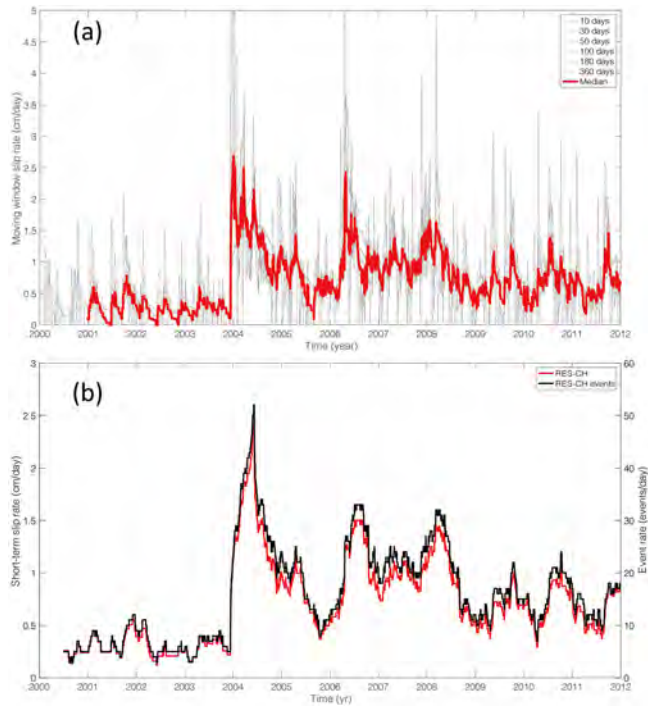 (a)
10 days
30 days
50 days
100 days
180 days
360 days
Median
Moving window slip rate (cm/day)
5
4.5
4
3.5
3
2.5
2
1.5
1
0.5
0
2000 2001 2002 2003 2004 2005 2006 2007 2008 2009 2010 2011 2012
Time (year)
(b)
RES-CH
RES-CH events
Short-term slip rate (cm/day)
3
2.5
2
1.5
1
0.5
0
60
50
40
30
20
10
0
Event rate (events/day)
2000 2001 2002 2003 2004 2005 2006 2007 2008 2009 2010 2011 2012
Time (yr)